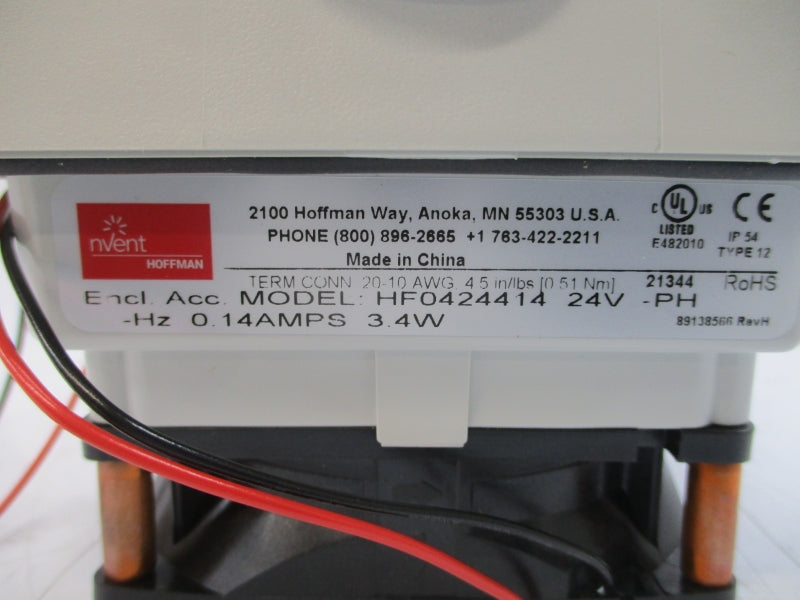 nvent
HOFFMAN
2100 Hoffman Way, Anoka, MN 55303 U.S.A.
PHONE (800) 896-2665 +1 763-422-2211
Made in China
C UL US
LISTED
E482010
CE
IP 54
TYPE 12
TERM CONN 20-10 AWG 4.5 in/lbs [0.51 Nm]
21344
RoHS
Encl. Acc. MODEL: HF0424414 24V -PH
-Hz 0.14AMPS 3.4W
89138566 RevH